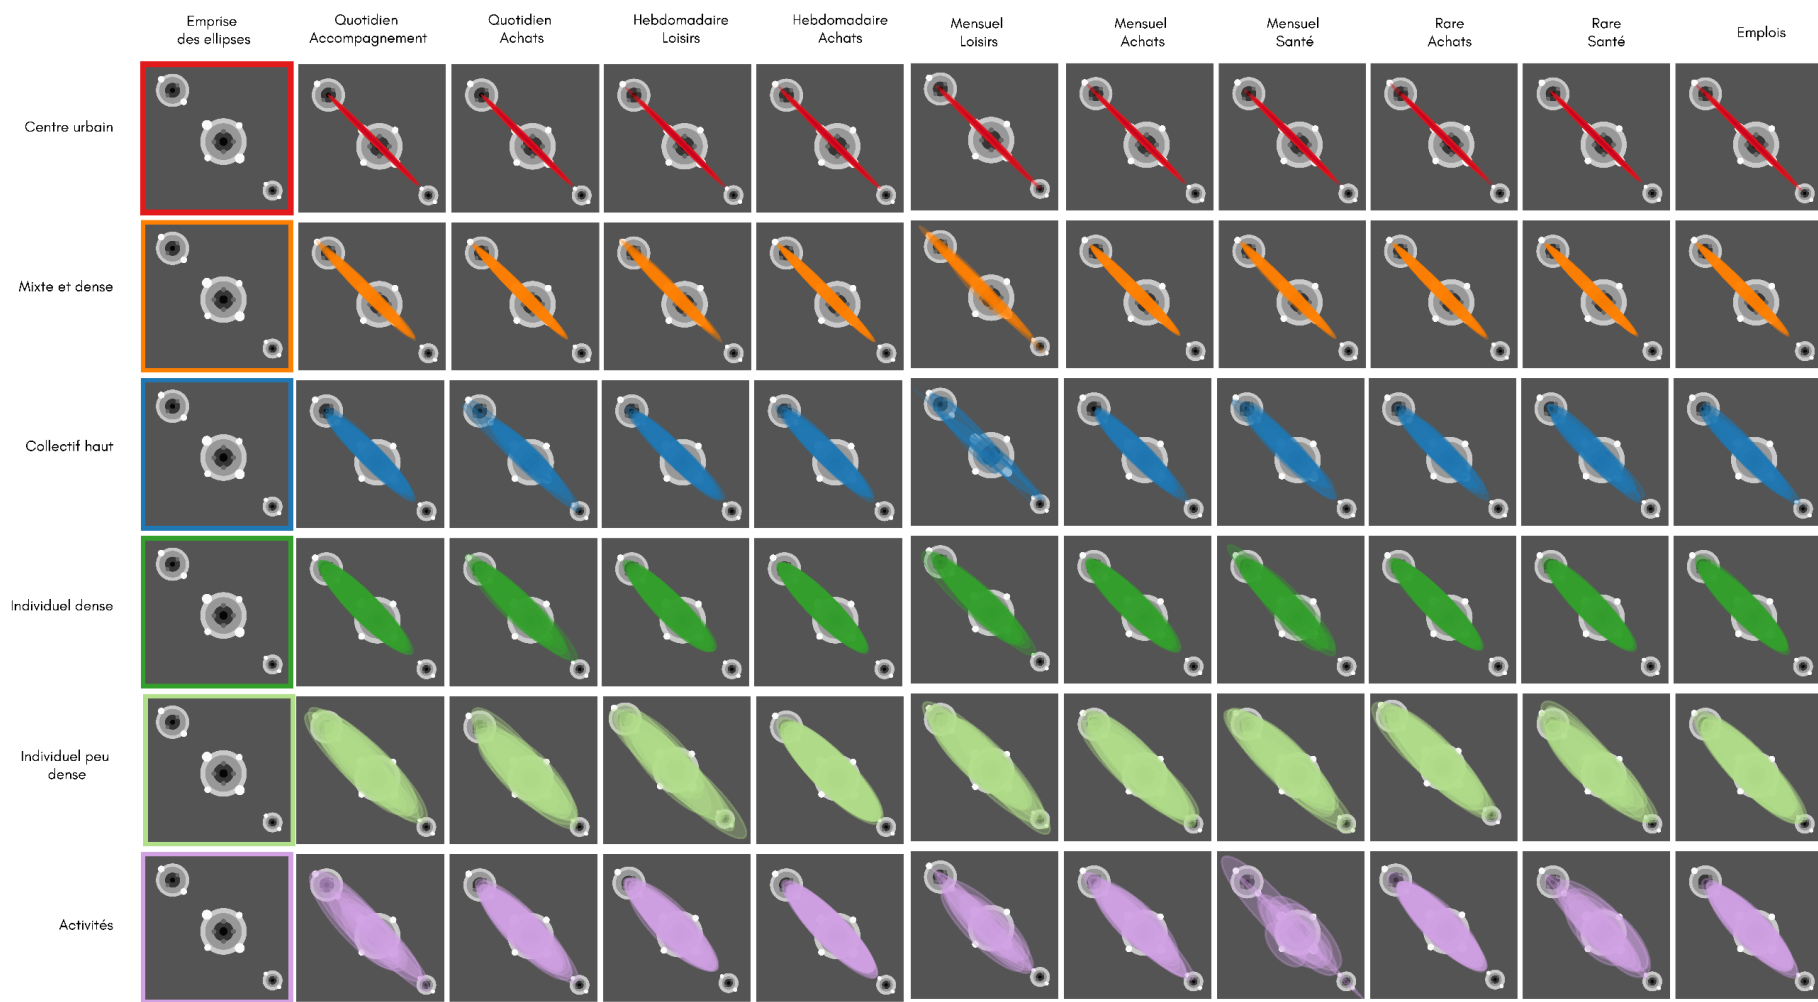 Emprise
des ellipses
Quotidien
Accompagnement
Quotidien
Achats
Hebdomadaire
Loisirs
Hebdomadaire
Achats
Mensuel
Loisirs
Mensuel
Achats
Mensuel
Santé
Rare
Achats
Rare
Santé
Emplois
Centre urbain
Mixte et dense
Collectif haut
Individuel dense
Individuel peu
dense
Activités